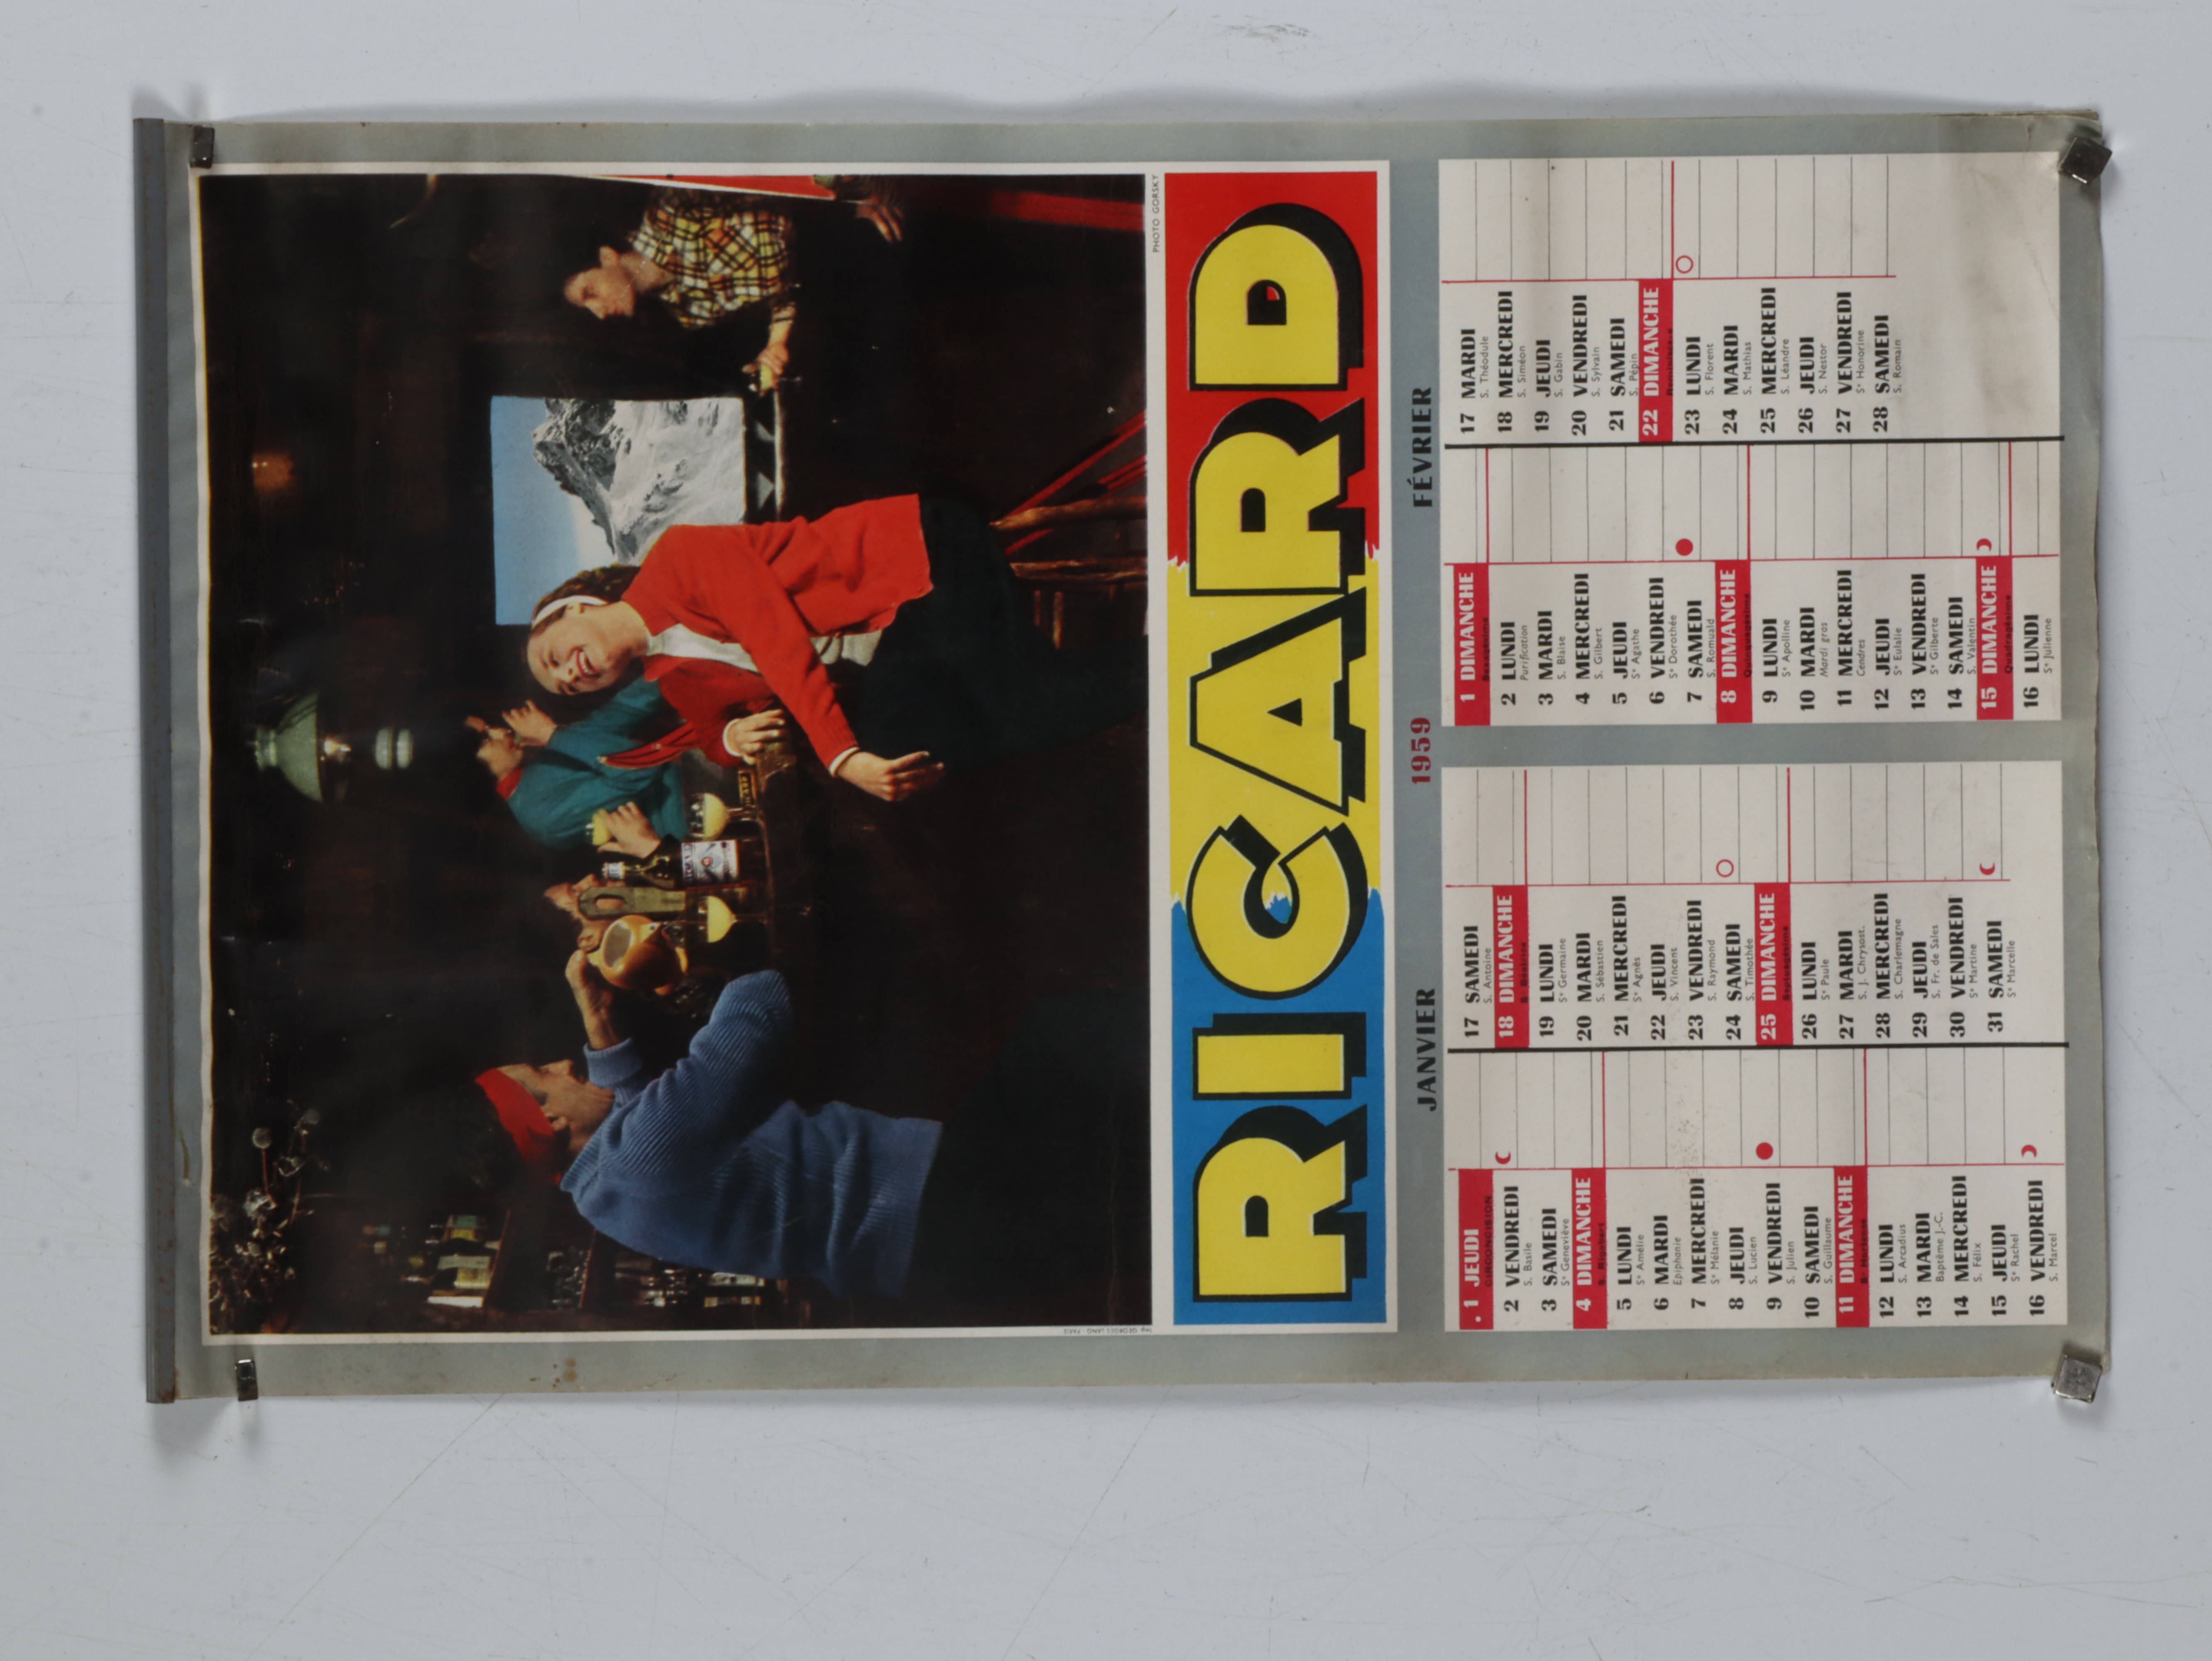 PHOTO GORSKY
Imp. GEORGES LANG - PARIS
RICARD
JANVIER
1959
FÉVRIER
1 JEUDI
CIRCONCISION
2 VENDREDI
S. Basile
3 SAMEDI
Sᵉ Geneviève
4 DIMANCHE
5 LUNDI
Sᵉ Amélie
6 MARDI
Epiphanie
7 MERCREDI
Sᵉ Mélanie
8 JEUDI
S. Lucien
9 VENDREDI
S. Julien
10 SAMEDI
S. Guillaume
11 DIMANCHE
12 LUNDI
S. Arcadius
13 MARDI
Baptême J.-C.
14 MERCREDI
S. Félix
15 JEUDI
Sᵉ Rachel
16 VENDREDI
S. Marcel
17 SAMEDI
S. Antoine
18 DIMANCHE
19 LUNDI
Sᵉ Germaine
20 MARDI
S. Sébastien
21 MERCREDI
Sᵉ Agnès
22 JEUDI
S. Vincent
23 VENDREDI
S. Raymond
24 SAMEDI
S. Timothée
25 DIMANCHE
Septuagésime
26 LUNDI
Sᵉ Paule
27 MARDI
S. J. Chrysost.
28 MERCREDI
S. Charlemagne
29 JEUDI
S. Fr. de Sales
30 VENDREDI
Sᵉ Martine
31 SAMEDI
Sᵉ Marcelle
1 DIMANCHE
Sexagésime
2 LUNDI
Purification
3 MARDI
S. Blaise
4 MERCREDI
S. Gilbert
5 JEUDI
Sᵉ Agathe
6 VENDREDI
Sᵉ Dorothée
7 SAMEDI
S. Romuald
8 DIMANCHE
Quinquagésime
9 LUNDI
Sᵉ Apolline
10 MARDI
Mardi gras
11 MERCREDI
Cendres
12 JEUDI
Sᵉ Eulalie
13 VENDREDI
Sᵉ Gilberte
14 SAMEDI
S. Valentin
15 DIMANCHE
Quadragésime
16 LUNDI
Sᵉ Julienne
17 MARDI
S. Théodule
18 MERCREDI
S. Siméon
19 JEUDI
S. Gabin
20 VENDREDI
S. Sylvain
21 SAMEDI
S. Pépin
22 DIMANCHE
23 LUNDI
S. Florent
24 MARDI
S. Mathias
25 MERCREDI
S. Léandre
26 JEUDI
S. Nestor
27 VENDREDI
Sᵉ Honorine
28 SAMEDI
S. Romain